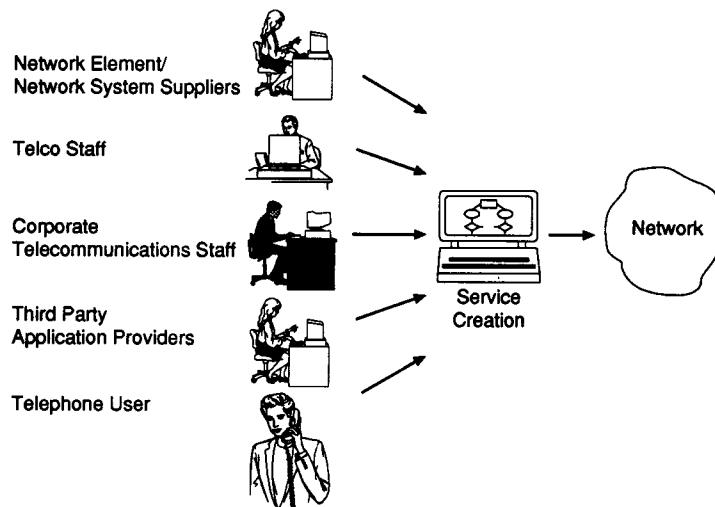 Network Element/
Network System Suppliers
Telco Staff
Corporate
Telecommunications Staff
Third Party
Application Providers
Telephone User
Service
Creation
Network